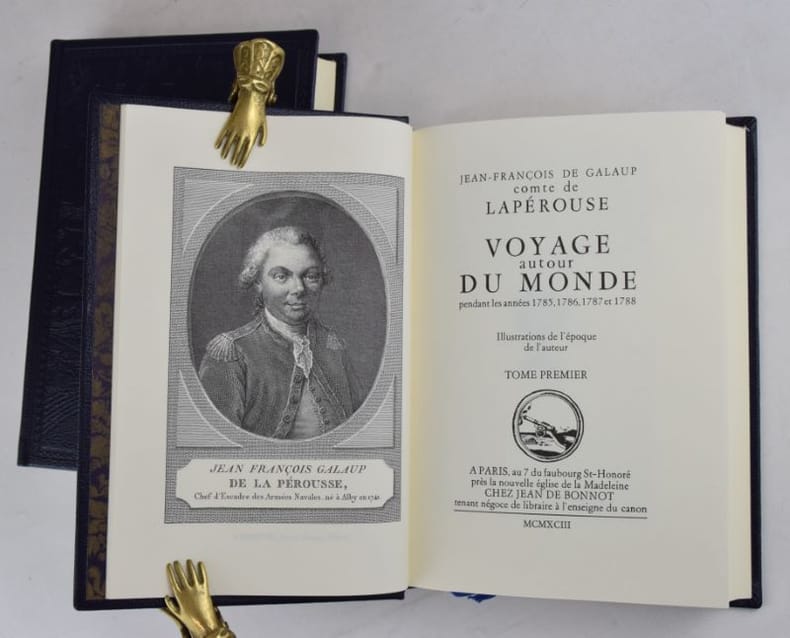 JEAN FRANÇOIS GALAUP
DE LA PÉROUSSE,
Chef d'Escadre des Armées Navales, né à Alby en 1741.
JEAN-FRANÇOIS DE GALAUP
comte de
LAPÉROUSE
VOYAGE
autour
DU MONDE
pendant les années 1785, 1786, 1787 et 1788
Illustrations de l'époque
de l'auteur
TOME PREMIER
A PARIS, au 7 du faubourg St-Honoré
près la nouvelle église de la Madeleine
CHEZ JEAN DE BONNOT
tenant négoce de libraire à l'enseigne du canon
MCMXCIII